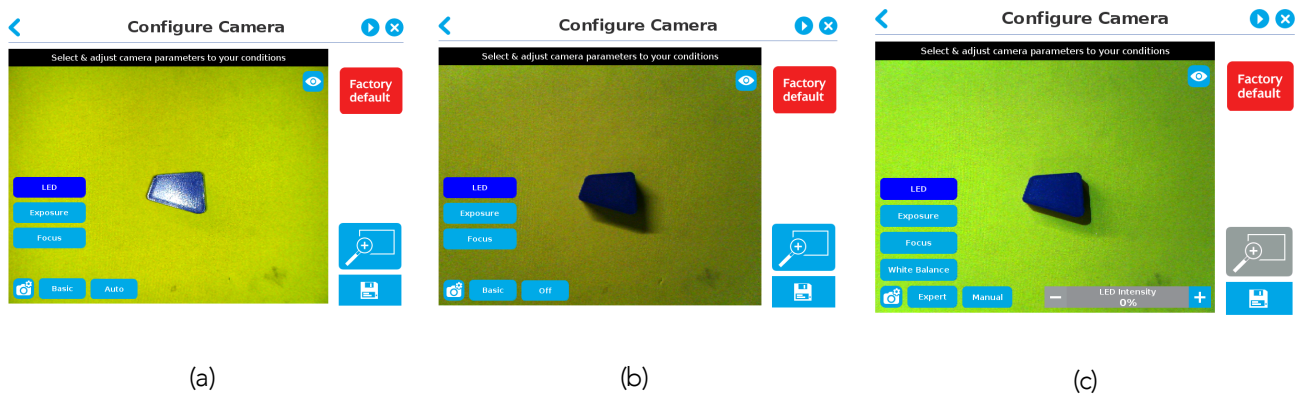 Configure Camera
Select & adjust camera parameters to your conditions
Factory
default
LED
Exposure
Focus
Basic
Auto
(a)
Configure Camera
Select & adjust camera parameters to your conditions
Factory
default
LED
Exposure
Focus
Basic
Off
(b)
Configure Camera
Select & adjust camera parameters to your conditions
Factory
default
LED
Exposure
Focus
White Balance
Expert
Manual
LED Intensity
0%
(c)